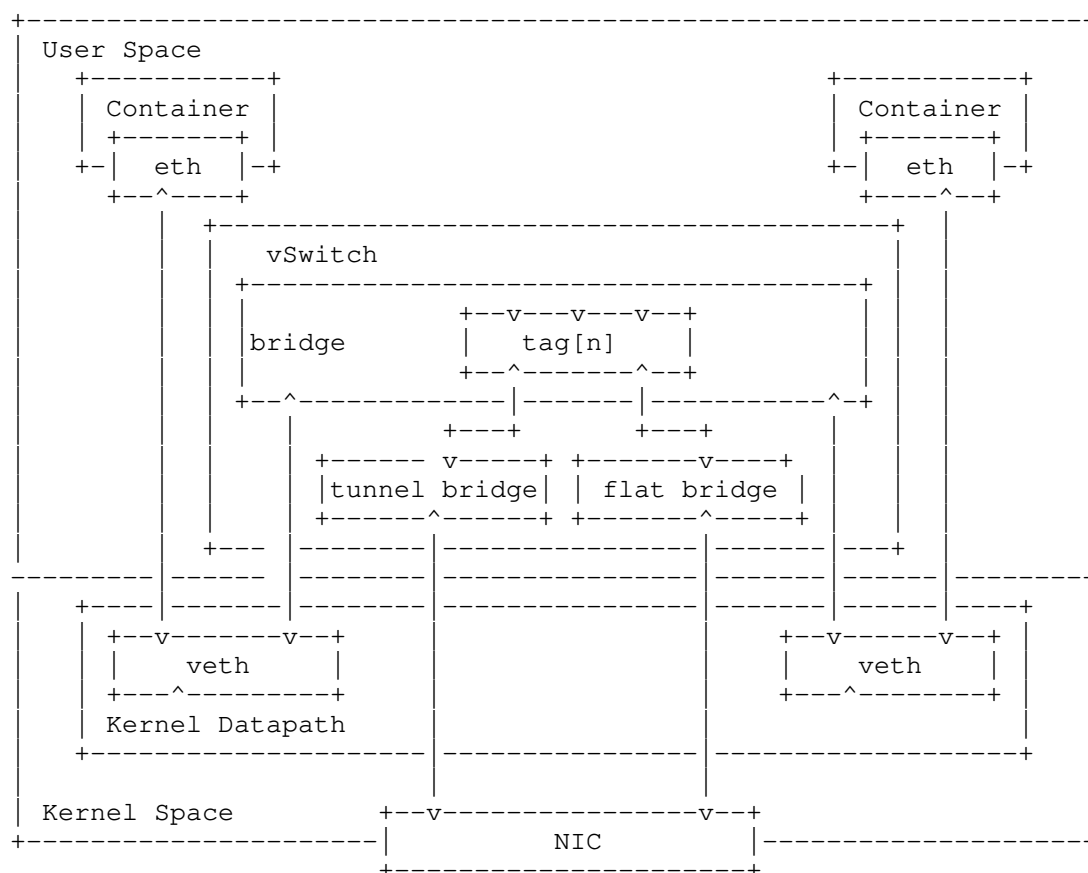 User Space
Container Container
eth eth
vSwitch
bridge tag[n]
tunnel bridge flat bridge
veth veth
Kernel Datapath
Kernel Space
NIC